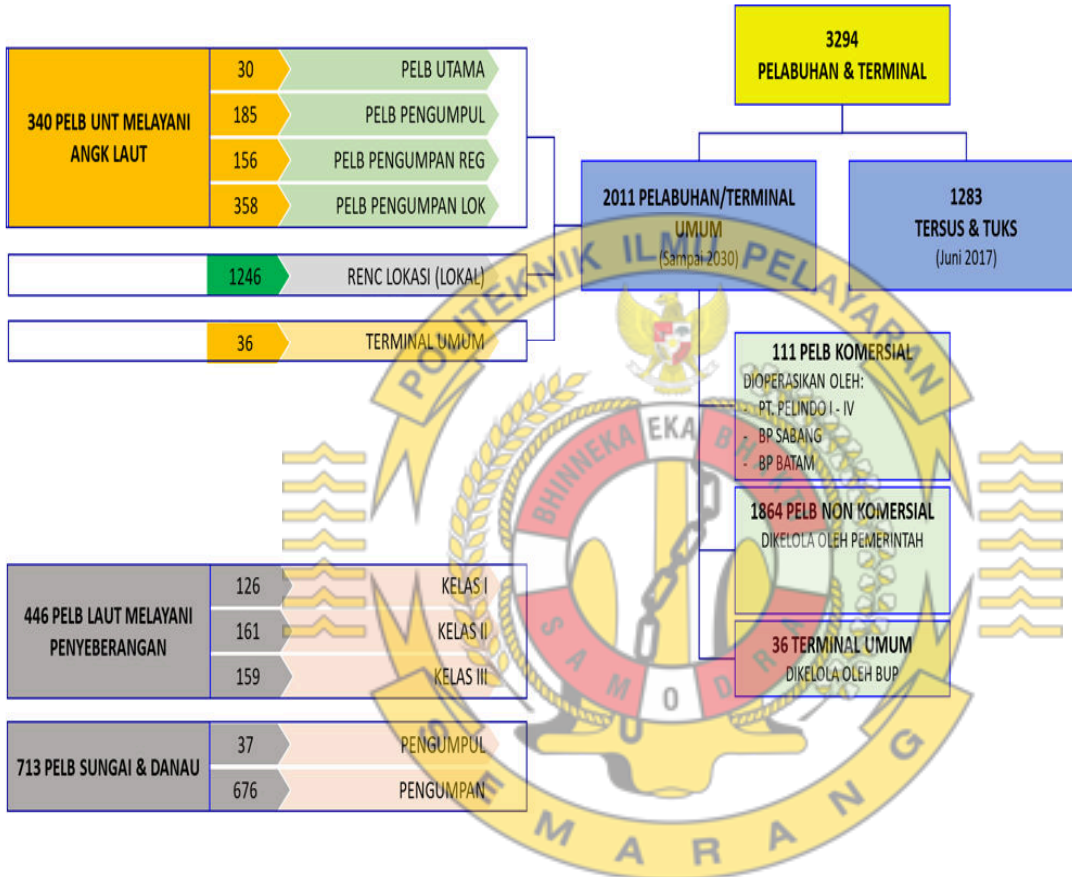 3294
PELABUHAN & TERMINAL
340 PELB UNT MELAYANI
ANGK LAUT
30 PELB UTAMA
185 PELB PENGUMPUL
156 PELB PENGUMPAN REG
358 PELB PENGUMPAN LOK
1246 RENC LOKASI (LOKAL)
36 TERMINAL UMUM
2011 PELABUHAN/TERMINAL
UMUM
(Sampai 2030)
1283
TERSUS & TUKS
(Juni 2017)
111 PELB KOMERSIAL
DIOPERASIKAN OLEH:
- PT. PELINDO I - IV
- BP SABANG
- BP BATAM
1864 PELB NON KOMERSIAL
DIKELOLA OLEH PEMERINTAH
36 TERMINAL UMUM
DIKELOLA OLEH BUP
446 PELB LAUT MELAYANI
PENYEBERANGAN
126 KELAS I
161 KELAS II
159 KELAS III
713 PELB SUNGAI & DANAU
37 PENGUMPUL
676 PENGUMPAN
POLITEKNIK ILMU PELAYARAN
BHINNEKA EKA BHAKTI
SAMODRA
SEMARANG